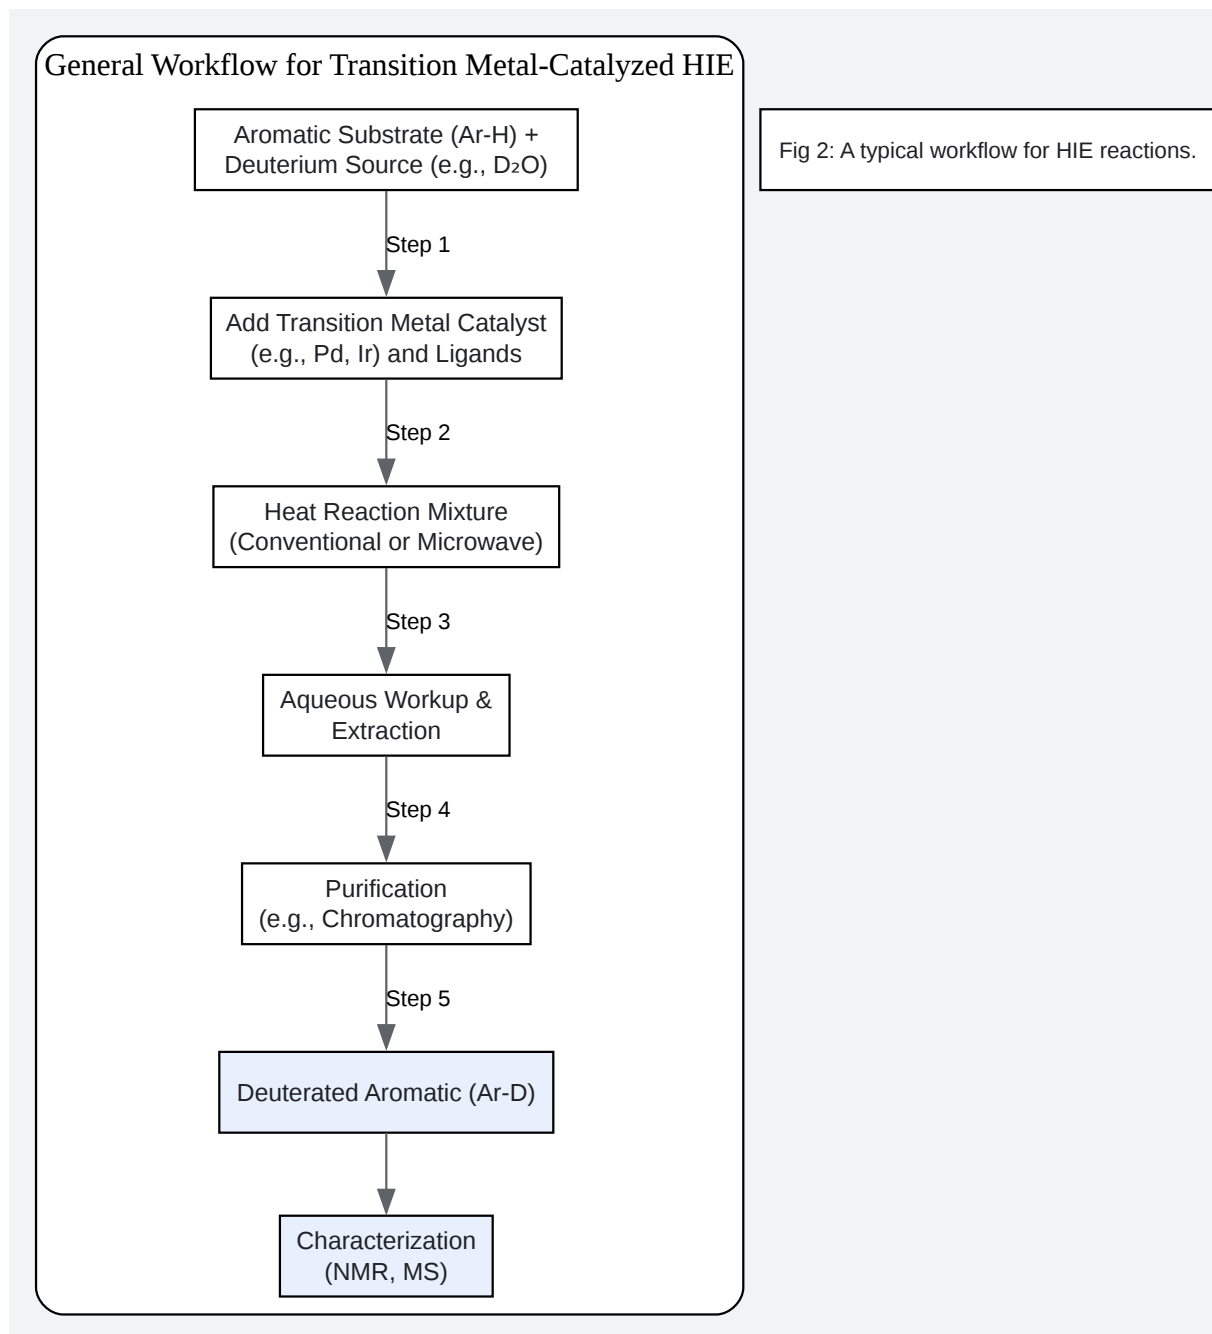 General Workflow for Transition Metal-Catalyzed HIE
Aromatic Substrate (Ar-H) +
Deuterium Source (e.g., D₂O)
Fig 2: A typical workflow for HIE reactions.
Step 1
Add Transition Metal Catalyst
(e.g., Pd, Ir) and Ligands
Step 2
Heat Reaction Mixture
(Conventional or Microwave)
Step 3
Aqueous Workup &
Extraction
Step 4
Purification
(e.g., Chromatography)
Step 5
Deuterated Aromatic (Ar-D)
Characterization
(NMR, MS)